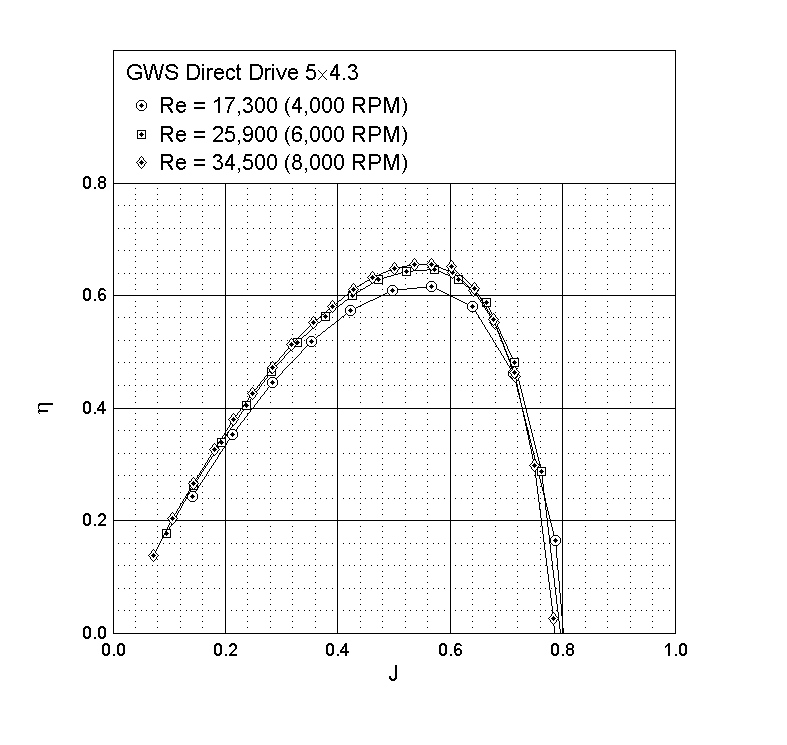 GWS Direct Drive 5×4.3
Re = 17,300 (4,000 RPM)
Re = 25,900 (6,000 RPM)
Re = 34,500 (8,000 RPM)
0.8
0.6
η
0.4
0.2
0.0
0.0 0.2 0.4 0.6 0.8 1.0
J